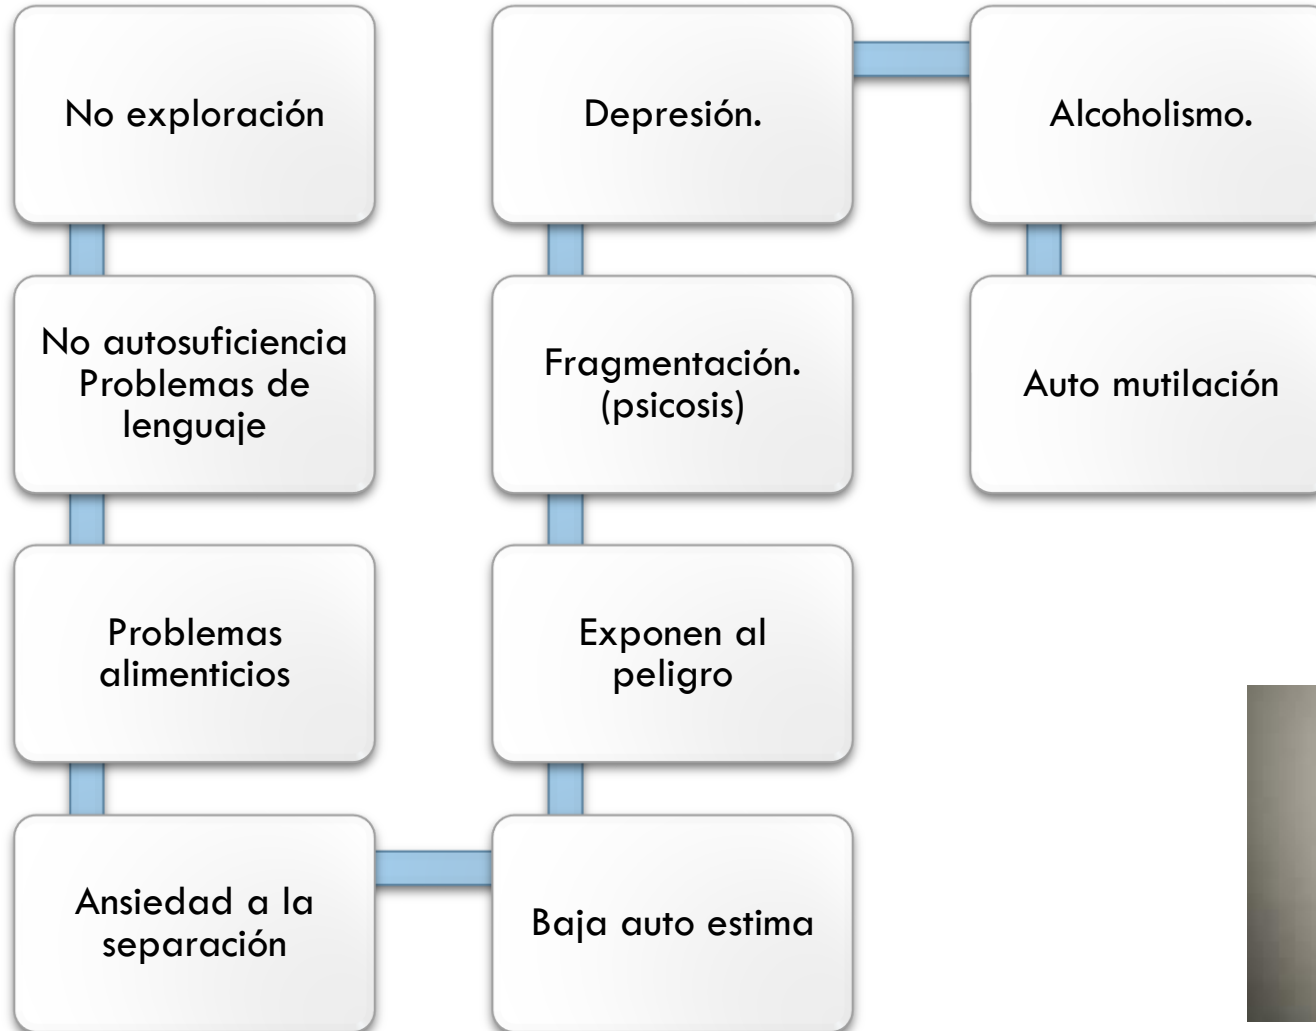 No exploración
No autosuficiencia
Problemas de
lenguaje
Problemas
alimenticios
Ansiedad a la
separación
Baja auto estima
Exponen al
peligro
Fragmentación.
(psicosis)
Depresión.
Alcoholismo.
Auto mutilación